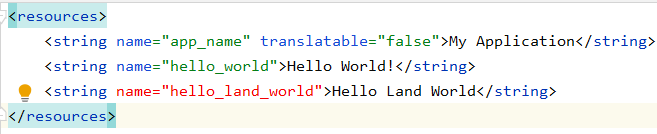 <resources>
<string name="app_name" translatable="false">My Application</string>
<string name="hello_world">Hello World!</string>
<string name="hello_land_world">Hello Land World</string>
</resources>